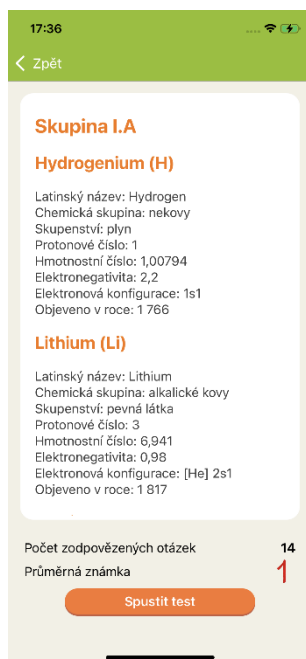 17:36
Zpět
Skupina I.A
Hydrogenium (H)
Latinský název: Hydrogen
Chemická skupina: nekovy
Skupenství: plyn
Protonové číslo: 1
Hmotnostní číslo: 1,00794
Elektronegativita: 2,2
Elektronová konfigurace: 1s1
Objeveno v roce: 1 766
Lithium (Li)
Latinský název: Lithium
Chemická skupina: alkalické kovy
Skupenství: pevná látka
Protonové číslo: 3
Hmotnostní číslo: 6,941
Elektronegativita: 0,98
Elektronová konfigurace: [He] 2s1
Objeveno v roce: 1 817
Počet zodpovězených otázek 14
Průměrná známka 1
Spustit test